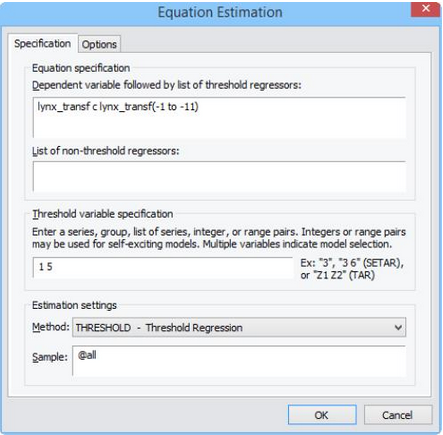 Equation Estimation
Specification
Options
Equation specification
Dependent variable followed by list of threshold regressors:
lynx_transf c lynx_transf(-1 to -11)
List of non-threshold regressors:
Threshold variable specification
Enter a series, group, list of series, integer, or range pairs. Integers or range pairs
may be used for self-exciting models. Multiple variables indicate model selection.
1 5
Ex: "3", "3 6" (SETAR),
or "Z1 Z2" (TAR)
Estimation settings
Method: THRESHOLD - Threshold Regression
Sample: @all
OK
Cancel